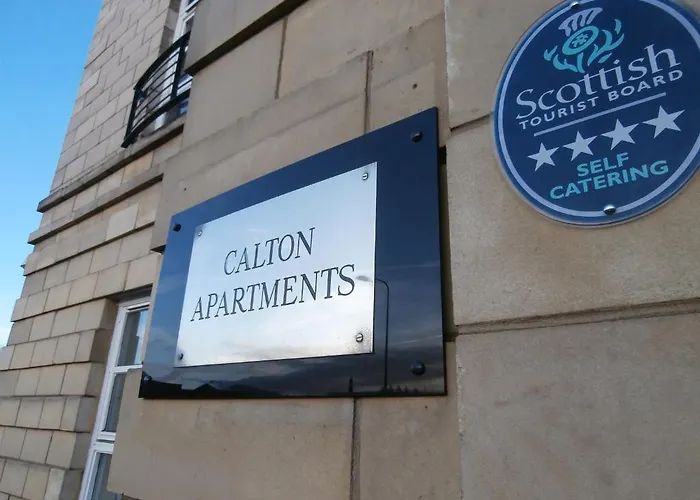 CALTON
APARTMENTS
Scottish
TOURIST BOARD
SELF
CATERING